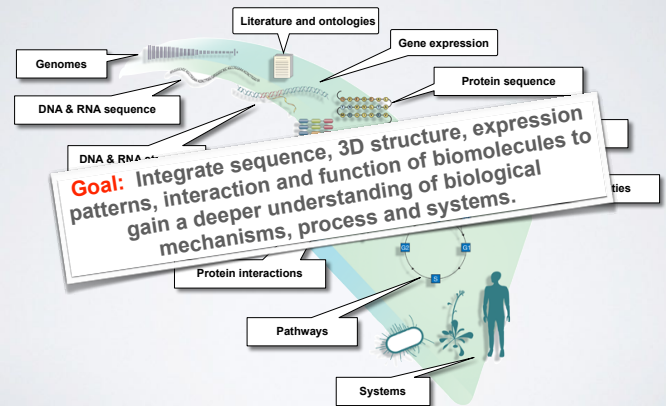 Literature and ontologies
Gene expression
Genomes
Protein sequence
DNA & RNA sequence
DNA & RNA
Goal: Integrate sequence, 3D structure, expression
patterns, interaction and function of biomolecules to
gain a deeper understanding of biological
mechanisms, process and systems.
G2
G1
S
Protein interactions
Pathways
Systems